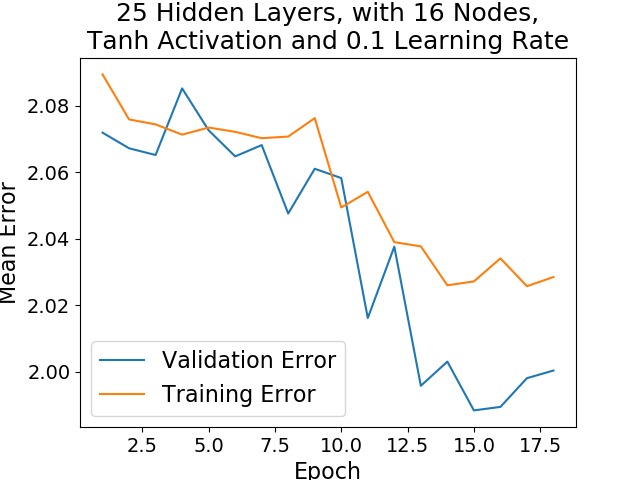 25 Hidden Layers, with 16 Nodes,
Tanh Activation and 0.1 Learning Rate
Mean Error
2.08
2.06
2.04
2.02
2.00
Validation Error
Training Error
2.5 5.0 7.5 10.0 12.5 15.0 17.5
Epoch